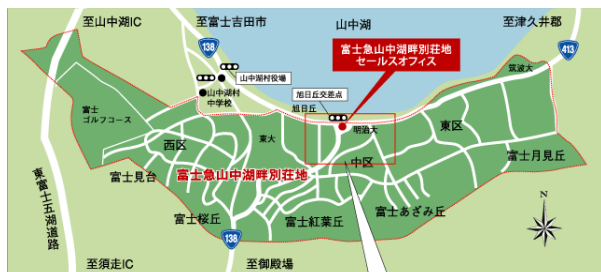 至山中湖IC
至富士吉田市
山中湖
至津久井郡
138
富士急山中湖畔別荘地
セールスオフィス
413
山中湖村役場
筑波大
山中湖村
中学校
旭日丘交差点
旭日丘
富士
ゴルフコース
明治大
東区
東大
西区
中区
富士月見丘
富士見台
富士急山中湖畔別荘地
東富士五湖道路
富士桜丘
富士紅葉丘
富士あざみ丘
N
138
至須走IC
至御殿場